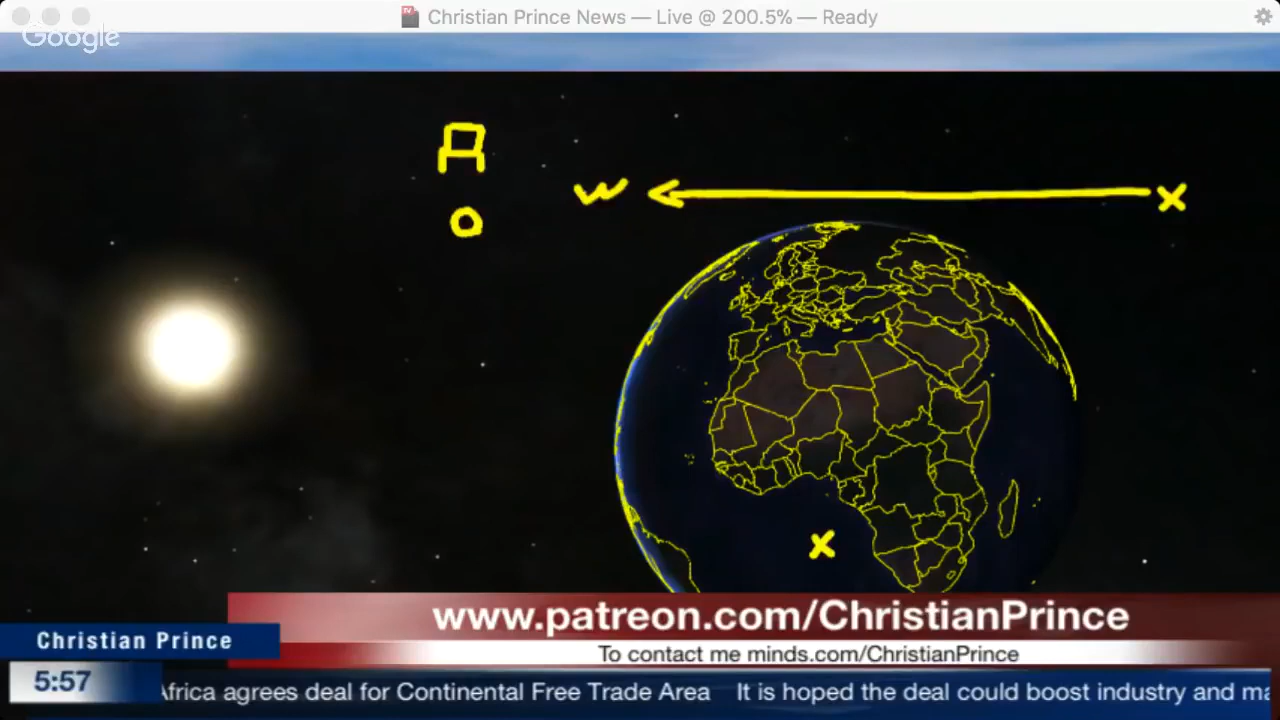 Christian Prince News — Live @ 200.5% — Ready
Google
W
X
X
www.patreon.com/ChristianPrince
To contact me minds.com/ChristianPrince
Christian Prince
5:57
Africa agrees deal for Continental Free Trade Area It is hoped the deal could boost industry and